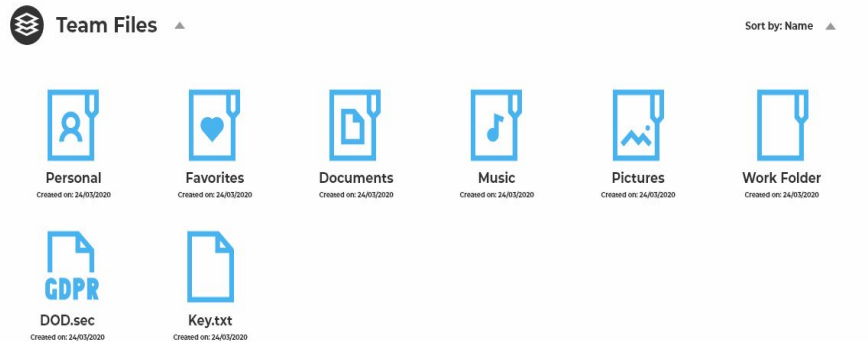 Team Files
Sort by: Name
Personal
Created on: 24/03/2020
Favorites
Created on: 24/03/2020
Documents
Created on: 24/03/2020
Music
Created on: 24/03/2020
Pictures
Created on: 24/03/2020
Work Folder
Created on: 24/03/2020
GDPR
DOD.sec
Created on: 24/03/2020
Key.txt
Created on: 24/03/2020